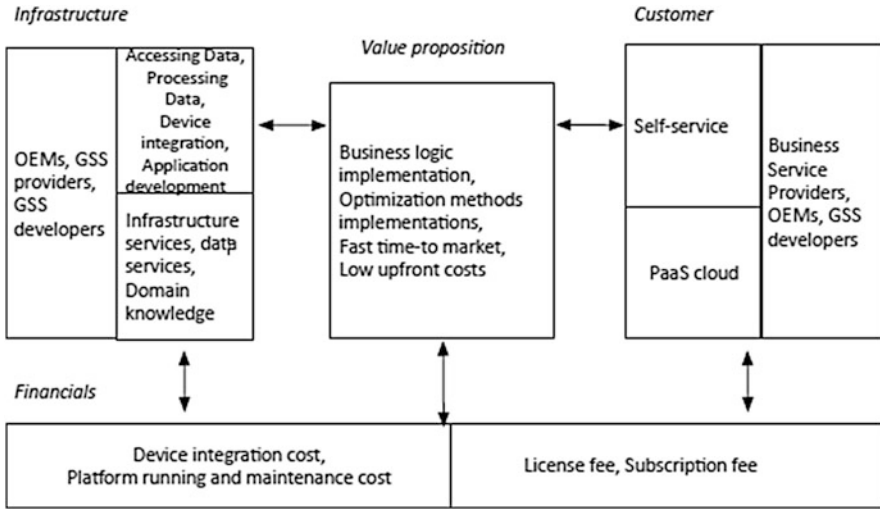 Infrastructure
Customer
Value proposition
OEMs, GSS
providers,
GSS
developers
Accessing Data,
Processing
Data,
Device
integration,
Application
development
Infrastructure
services, data
services,
Domain
knowledge
Business logic
implementation,
Optimization methods
implementations,
Fast time-to market,
Low upfront costs
Self-service
PaaS cloud
Business
Service
Providers,
OEMs, GSS
developers
Financials
Device integration cost,
Platform running and maintenance cost
License fee, Subscription fee